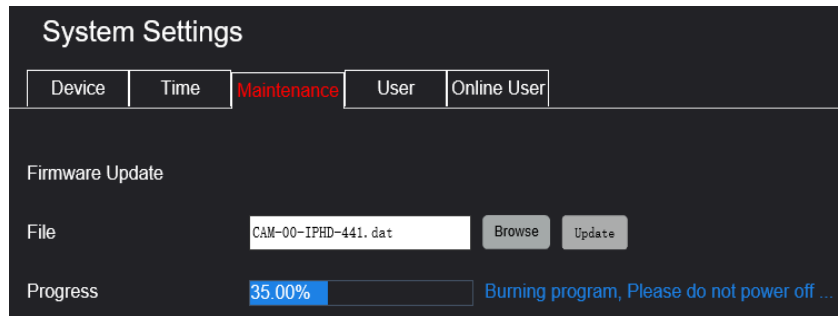 System Settings
Device Time Maintenance User Online User
Firmware Update
File CAM-00-IPHD-441.dat Browse Update
Progress 35.00% Burning program, Please do not power off ...